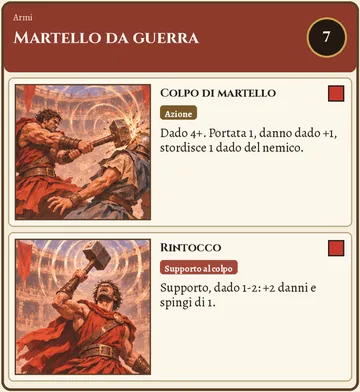 Armi
Martello da guerra
7
Colpo di martello
Azione
Dado 4+. Portata 1, danno dado +1,
stordisce 1 dado del nemico.
Rintocco
Supporto al colpo
Supporto, dado 1-2: +2 danni e
spingi di 1.